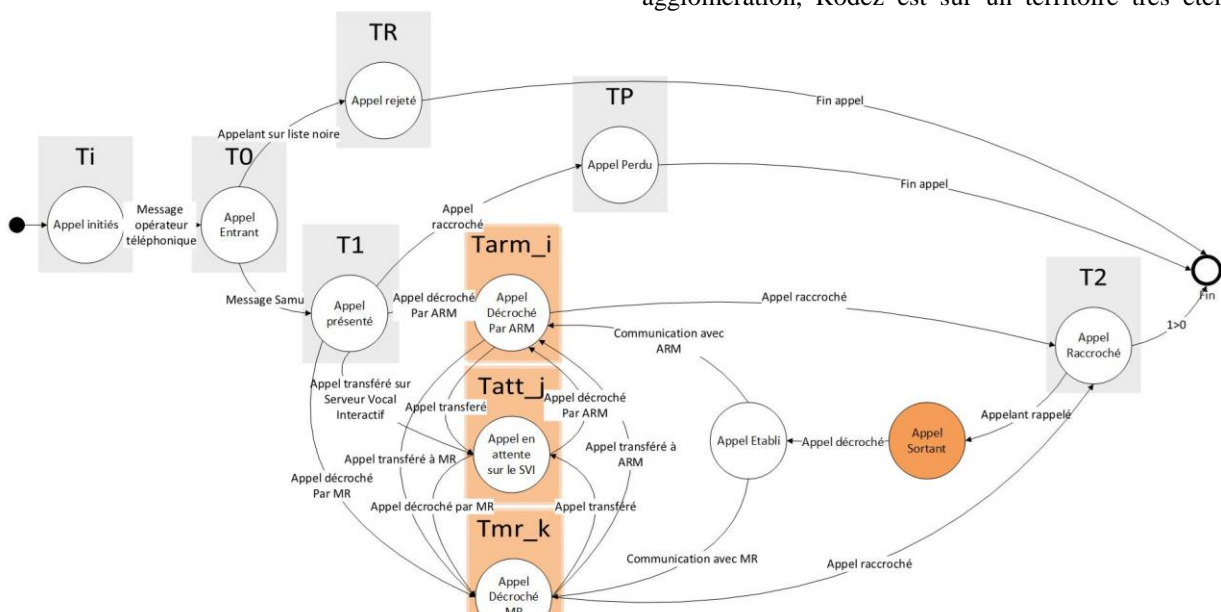 agglomération, Rodez est sur un territoire très
TR
Appel rejeté
TP
Appel Perdu
Fin appel
Fin appel
Appelant sur liste noire
Ti
Appel initiés
Message
opérateur
téléphonique
T0
Appel
Entrant
Message Samu
T1
Appel
présenté
Appel
raccroché
Appel décroché
Par ARM
Tarm_i
Appel
Décroché
Par ARM
Appel raccroché
Communication avec
ARM
T2
Appel
Raccroché
Fin
1>0
Appel transféré sur
Serveur Vocal
Interactif
Appel transferé
Tatt_j
Appel en
attente
sur le SVI
Appel décroché
Par ARM
Appel transféré à
ARM
Appel Etabli
Appel décroché
Appel
Sortant
Appelant rappelé
Appel transféré à MR
Appel décroché
Par MR
Appel décroché par MR
Appel transféré
Tmr_k
Appel
Décroché
Communication avec MR
Appel raccroché